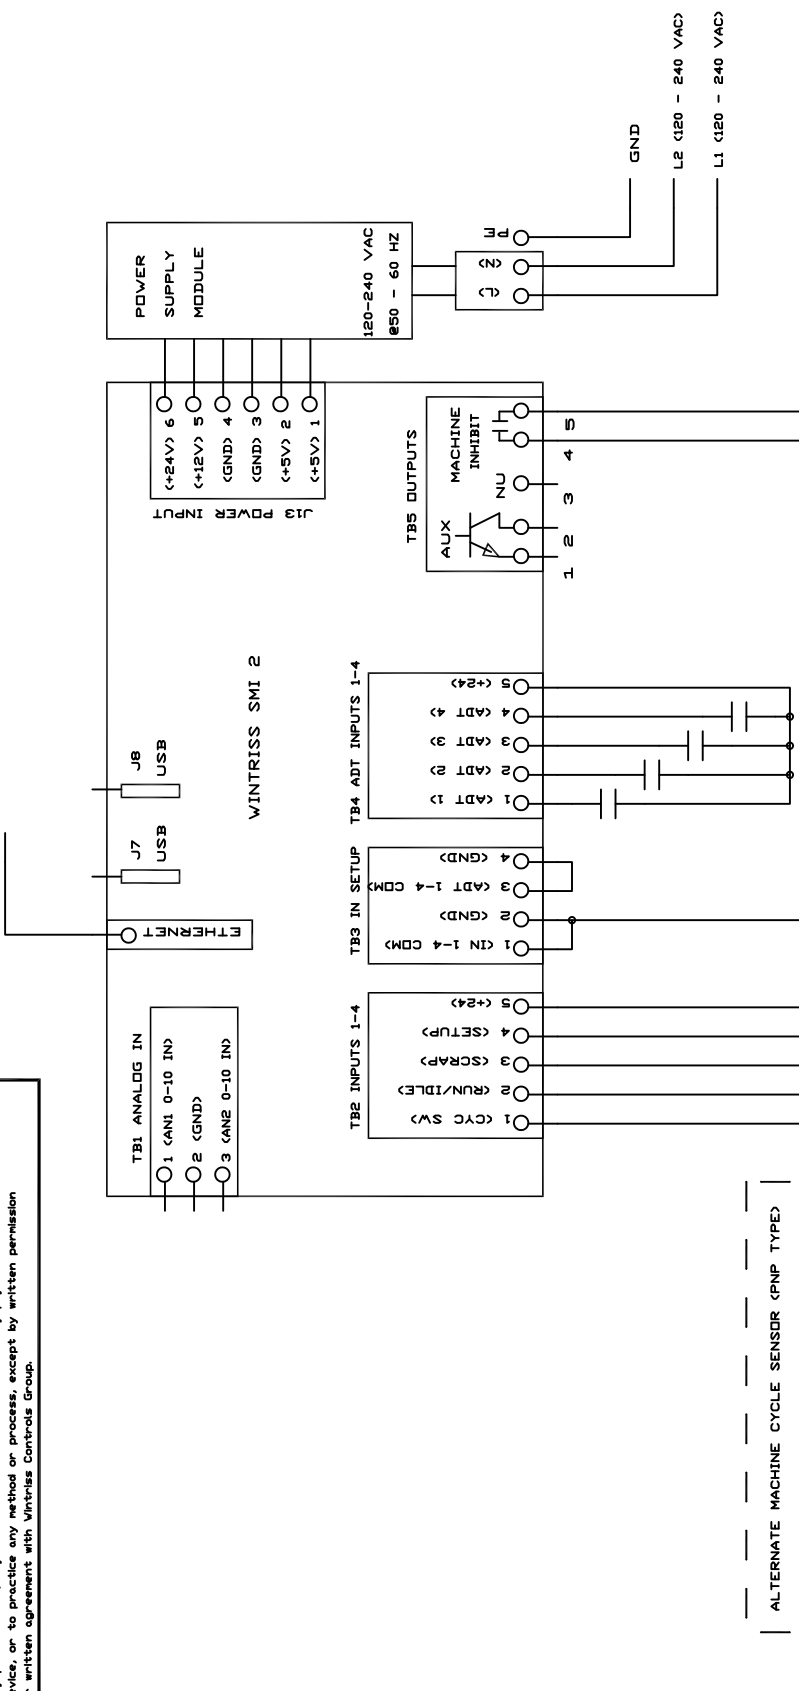 GND
L2 (120 - 240 VAC)
L1 (120 - 240 VAC)
POWER
SUPPLY
MODULE
120-240 VAC
@50 - 60 HZ
PE
(N)
(L)
(+24V) 6
(+12V) 5
(GND) 4
(GND) 3
(+5V) 2
(+5V) 1
J13 POWER INPUT
TB5 OUTPUTS
MACHINE
INHIBIT
NU
AUX
5
4
3
2
1
WINTRISS SMI 2
TB4 ADT INPUTS 1-4
5 (+24)
4 (ADT 4)
3 (ADT 3)
2 (ADT 2)
1 (ADT 1)
J8
USB
J7
USB
ETHERNET
TB3 IN SETUP
4 (GND)
3 (ADT 1-4 COM)
2 (GND)
1 (IN 1-4 COM)
TB2 INPUTS 1-4
5 (+24)
4 (SETUP)
3 (SCRAP)
2 (RUN/IDLE)
1 (CYC SW)
TB1 ANALOG IN
1 (AN1 0-10 IN)
2 (GND)
3 (AN2 0-10 IN)
ALTERNATE MACHINE CYCLE SENSOR (PNP TYPE)
or to practice any method or process, except by written permission
written agreement with Wintriss Controls Group.